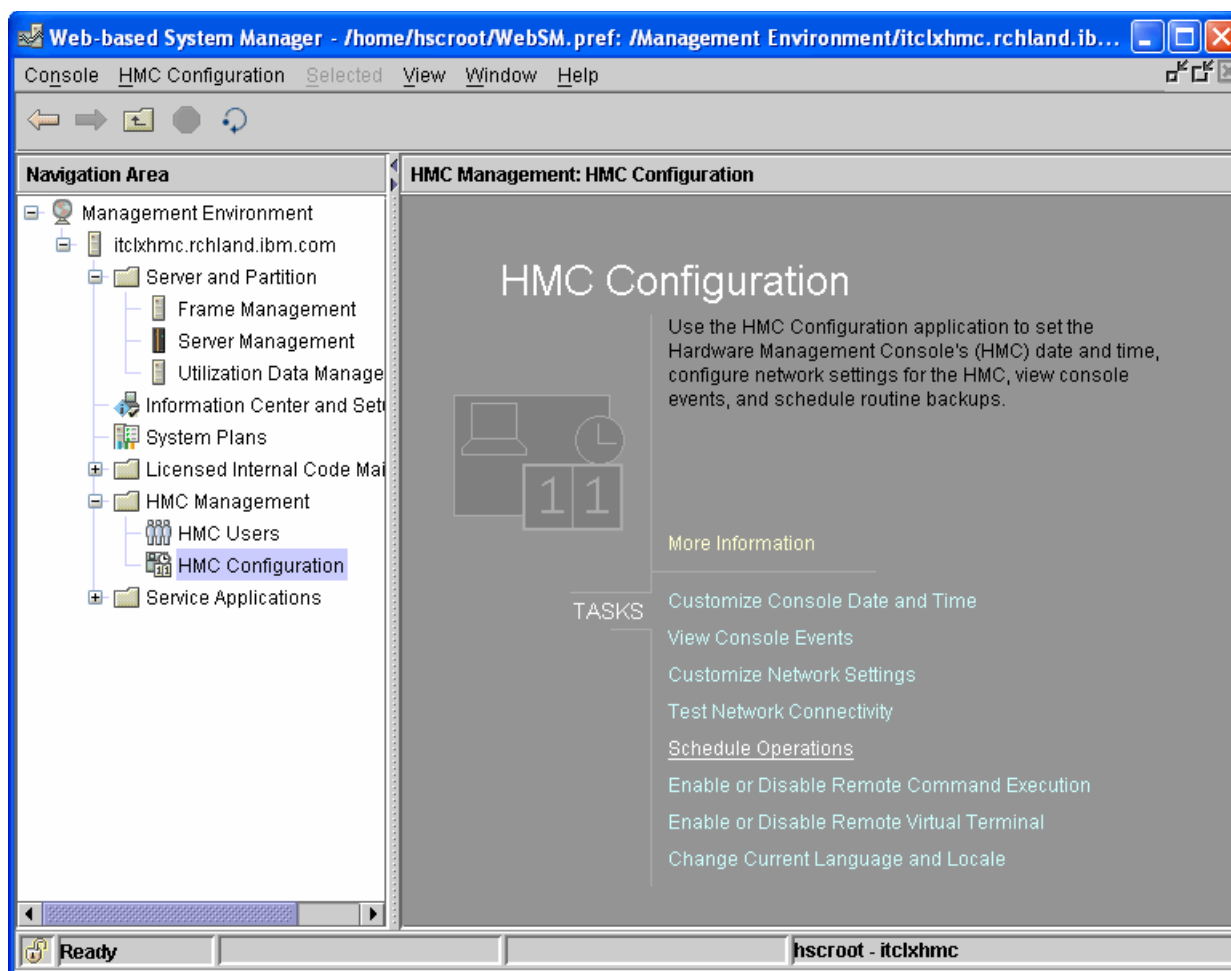 Web-based System Manager - /home/hscroot/WebSM.pref: /Management Environment/itclxhmc.rchland.ib...
Console HMC Configuration Selected View Window Help
Navigation Area
HMC Management: HMC Configuration
Management Environment
itclxhmc.rchland.ibm.com
Server and Partition
Frame Management
Server Management
Utilization Data Manage
Information Center and Setu
System Plans
Licensed Internal Code Mai
HMC Management
HMC Users
HMC Configuration
Service Applications
HMC Configuration
Use the HMC Configuration application to set the
Hardware Management Console's (HMC) date and time,
configure network settings for the HMC, view console
events, and schedule routine backups.
11
11
More Information
TASKS
Customize Console Date and Time
View Console Events
Customize Network Settings
Test Network Connectivity
Schedule Operations
Enable or Disable Remote Command Execution
Enable or Disable Remote Virtual Terminal
Change Current Language and Locale
Ready
hscroot - itclxhmc